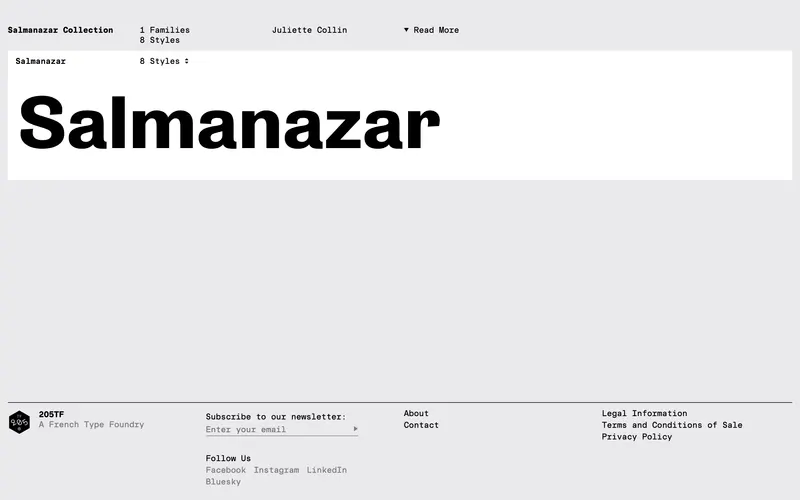 Salmanazar Collection
1 Families
8 Styles
Juliette Collin
▼ Read More
Salmanazar
8 Styles
Salmanazar
205TF
A French Type Foundry
Subscribe to our newsletter:
Enter your email
Follow Us
Facebook Instagram LinkedIn
Bluesky
About
Contact
Legal Information
Terms and Conditions of Sale
Privacy Policy
205